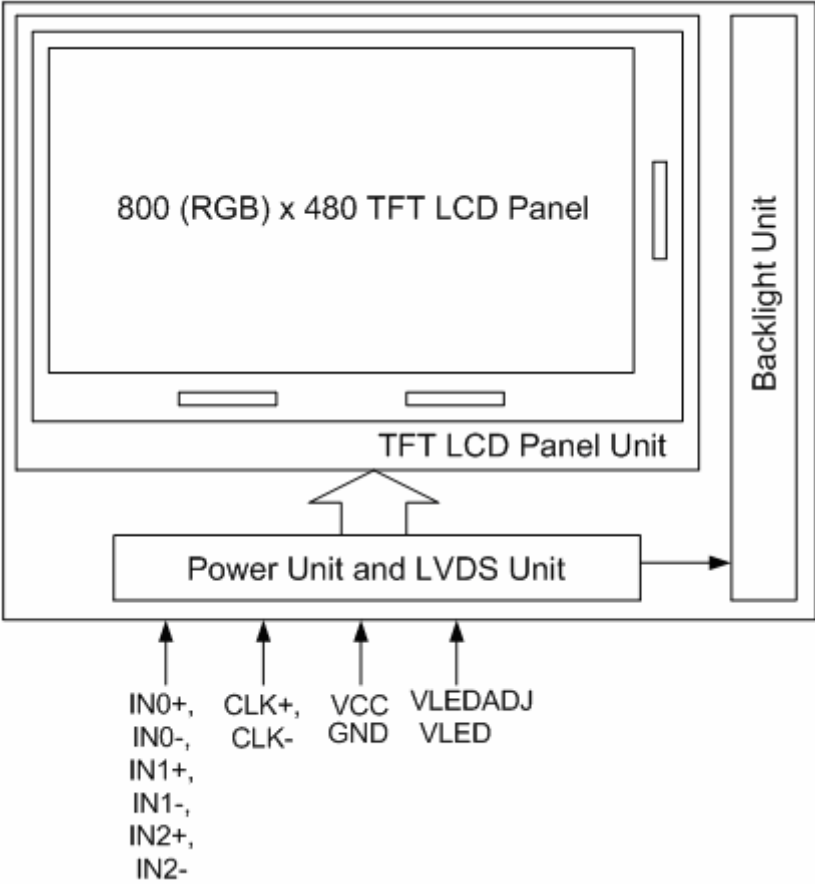 800 (RGB) x 480 TFT LCD Panel
Backlight Unit
TFT LCD Panel Unit
Power Unit and LVDS Unit
IN0+,
IN0-,
IN1+,
IN1-,
IN2+,
IN2-
CLK+,
CLK-
VCC
GND
VLEDADJ
VLED